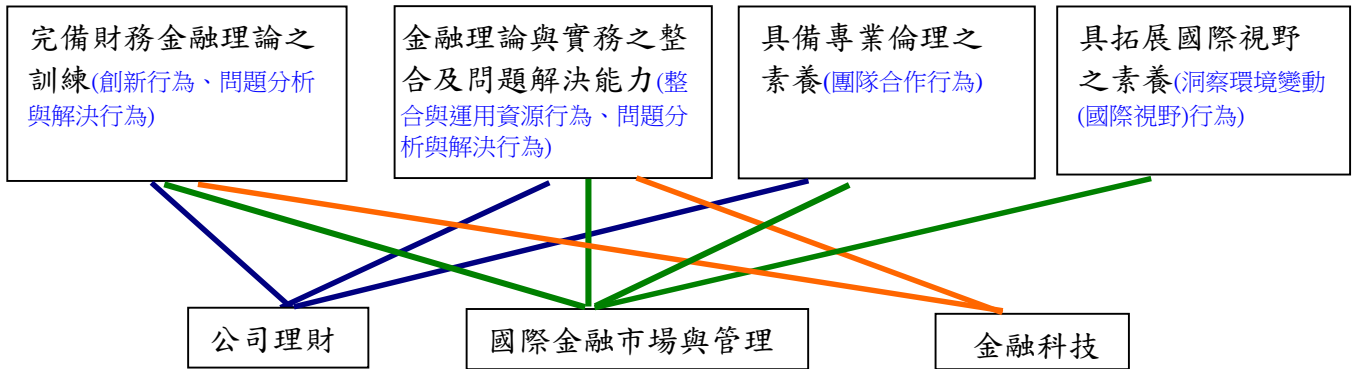 完備財務金融理論之
訓練(創新行為、問題分析
與解決行為)
金融理論與實務之整
合及問題解決能力(整
合與運用資源行為、問題分
析與解決行為)
具備專業倫理之
素養(團隊合作行為)
具拓展國際視野
之素養(洞察環境變動
(國際視野)行為)
公司理財
國際金融市場與管理
金融科技